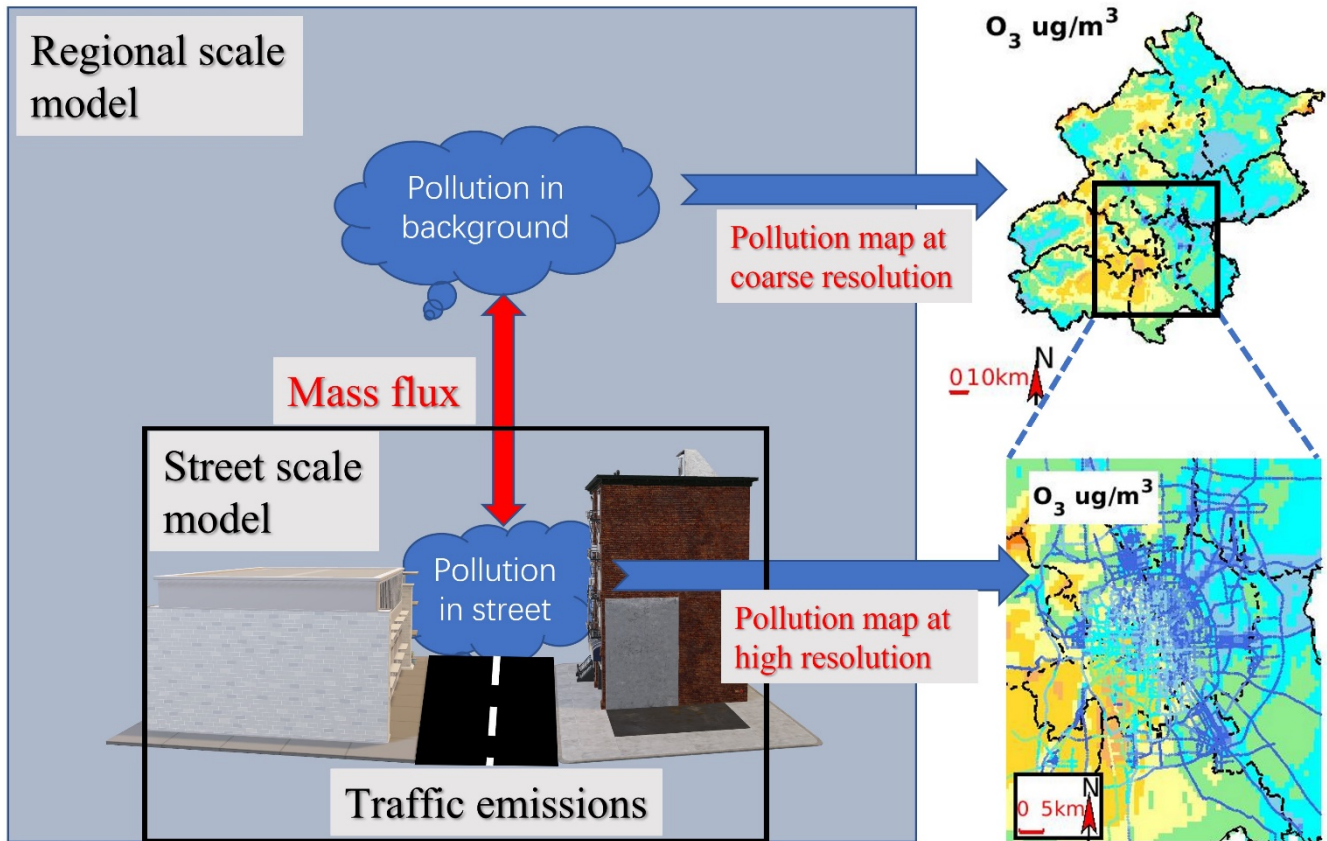 Regional scale
model
Pollution in
background
Pollution map at
coarse resolution
O₃ ug/m³
N
0 10km
Mass flux
Street scale
model
Pollution
in street
Pollution map at
high resolution
Traffic emissions
O₃ ug/m³
N
0 5km